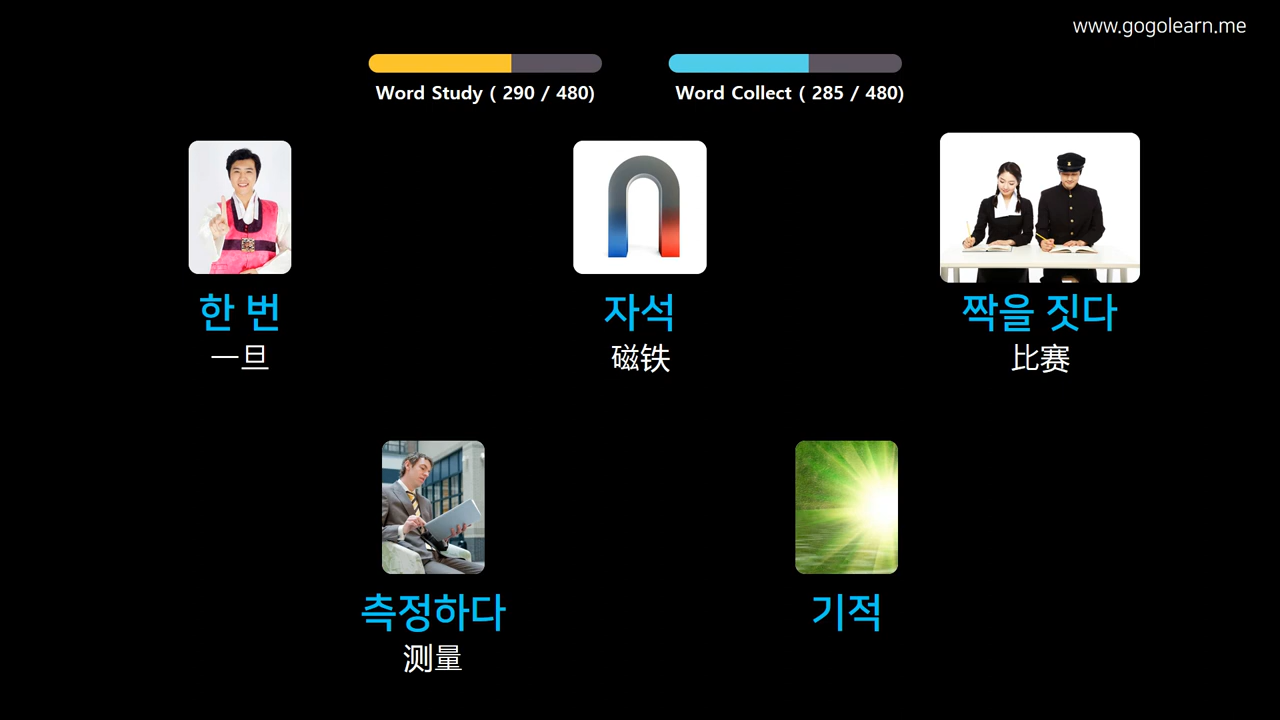 www.gogolearn.me
Word Study ( 290 / 480)
Word Collect ( 285 / 480)
한 번
一旦
자석
磁铁
짝을 짓다
比赛
측정하다
测量
기적